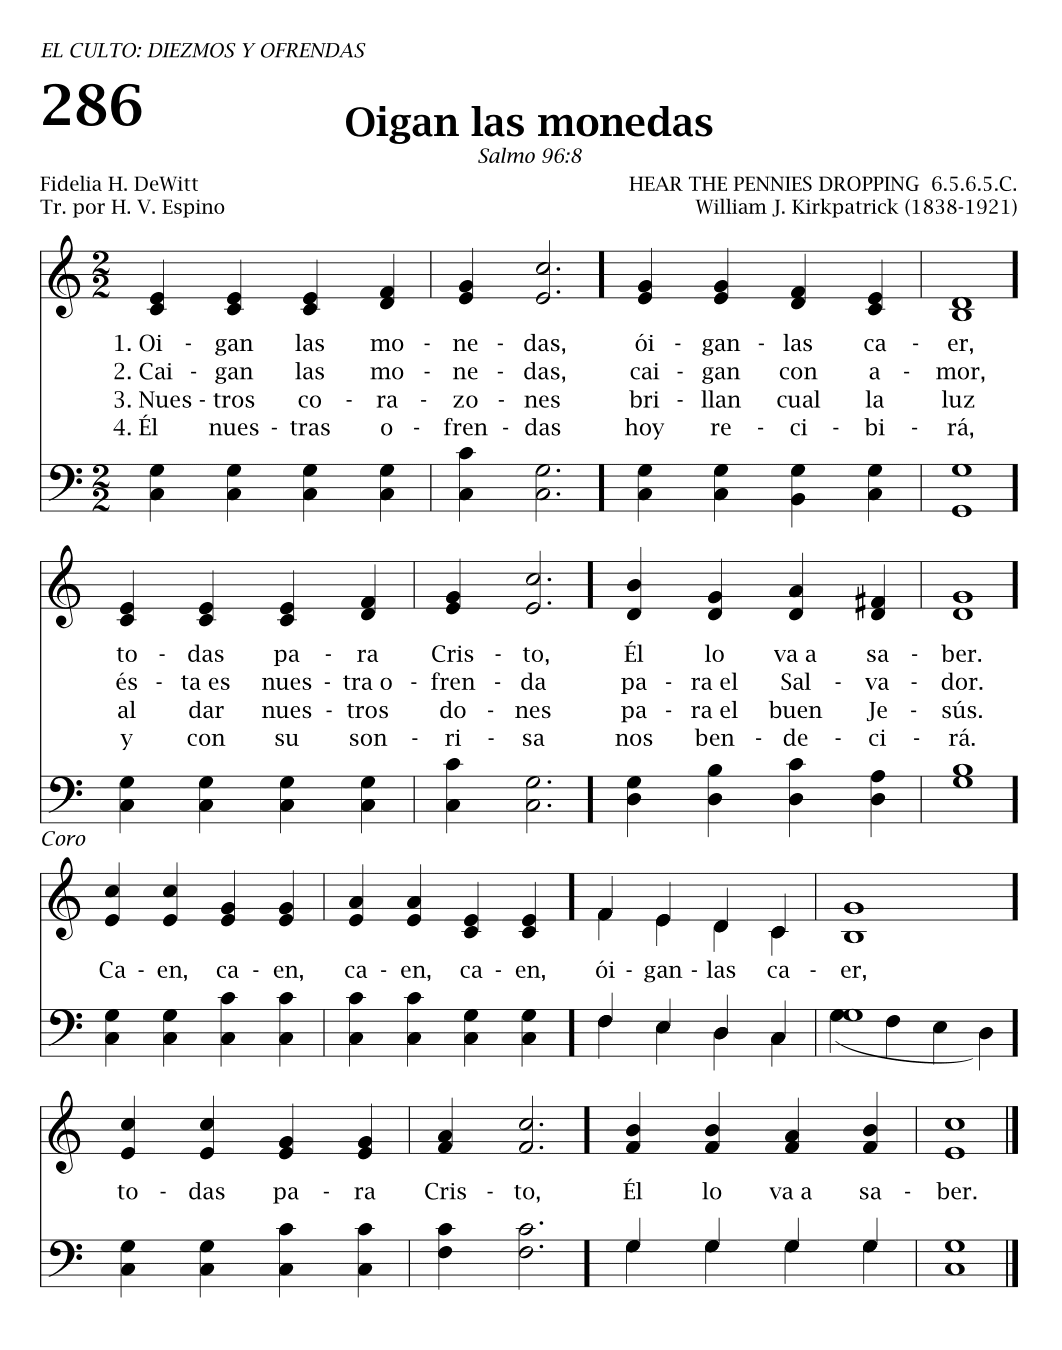 EL CULTO: DIEZMOS Y OFRENDAS
286
Oigan las monedas
Salmo 96:8
Fidelia H. DeWitt
HEAR THE PENNIES DROPPING 6.5.6.5.C.
Tr. por H. V. Espino
William J. Kirkpatrick (1838-1921)
1. Oi - gan las mo - ne - das, ói - gan - las ca - er,
2. Cai - gan las mo - ne - das, cai - gan con a - mor,
3. Nues - tros co - ra - zo - nes bri - llan cual la luz
4. Él nues - tras o - fren - das hoy re - ci - bi - rá,
to - das pa - ra Cris - to, Él lo va a sa - ber.
és - ta es nues - tra o - fren - da pa - ra el Sal - va - dor.
al dar nues - tros do - nes pa - ra el buen Je - sús.
y con su son - ri - sa nos ben - de - ci - rá.
Coro
Ca - en, ca - en, ca - en, ca - en, ói - gan - las ca - er,
to - das pa - ra Cris - to, Él lo va a sa - ber.